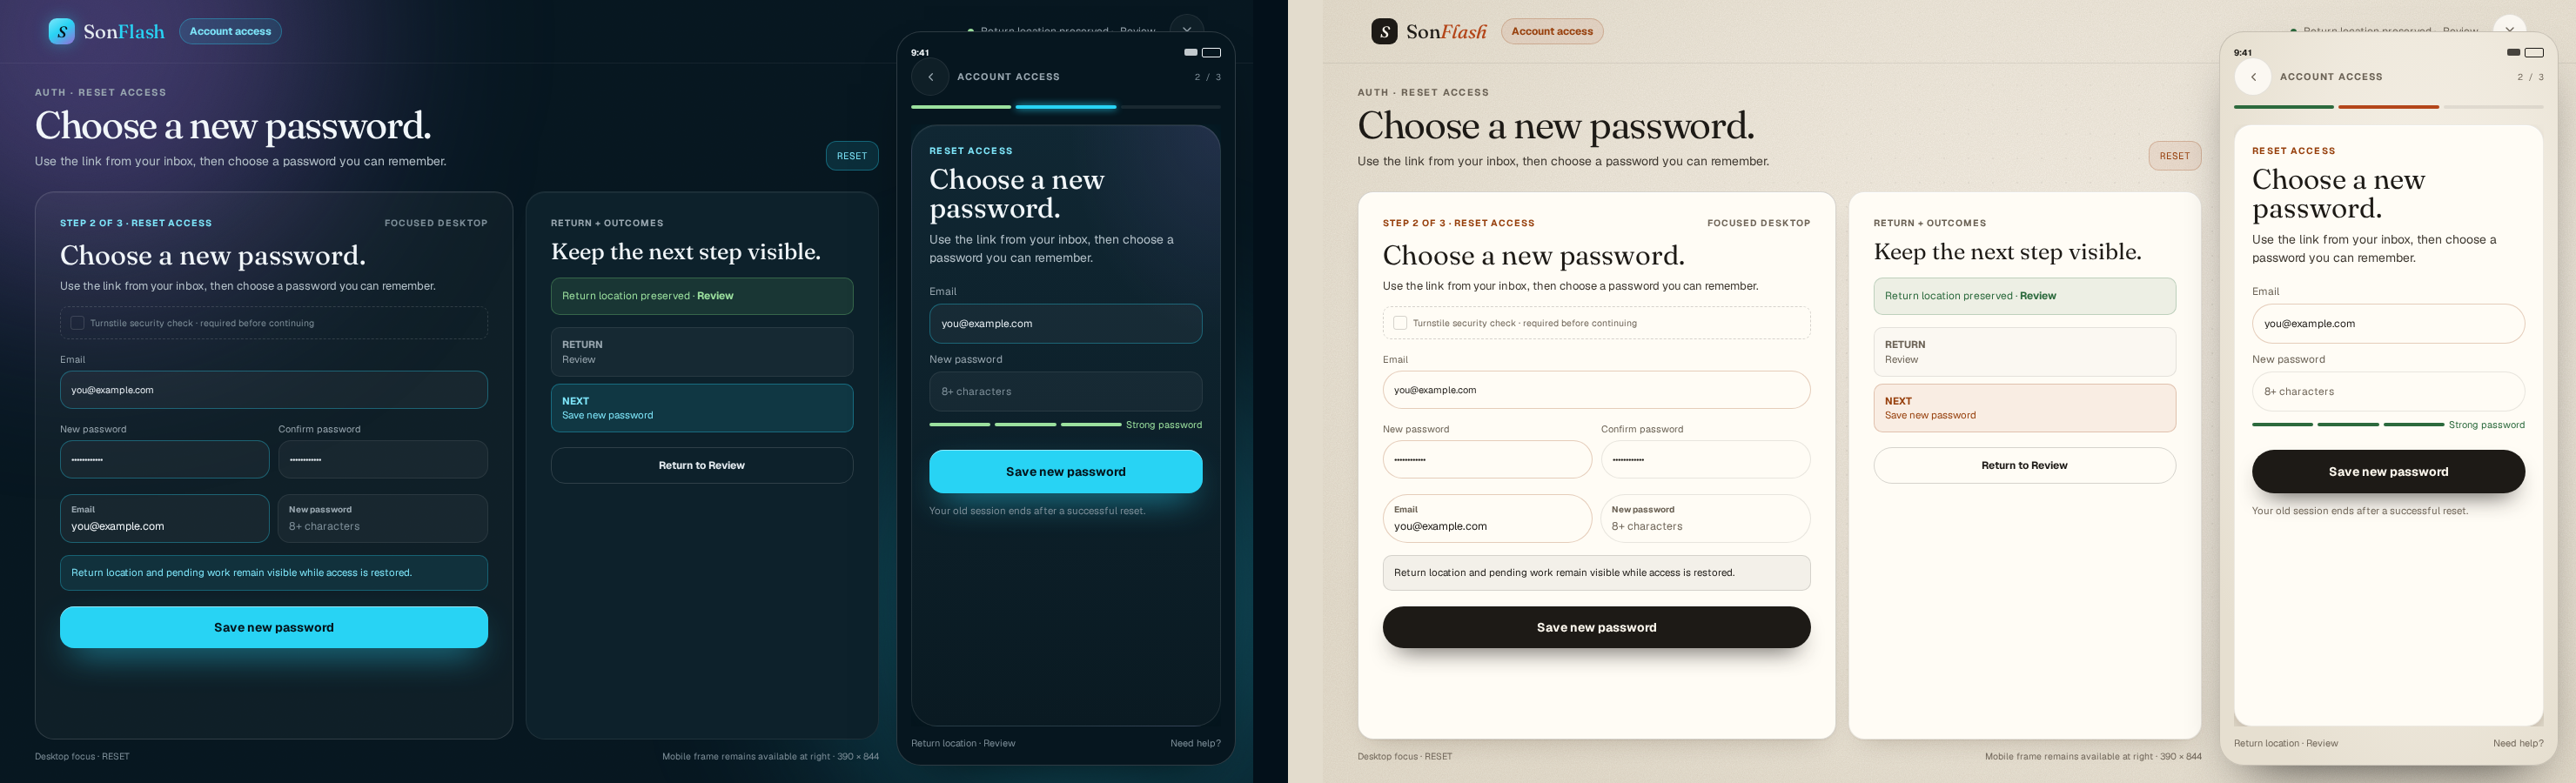 S SonFlash Account access
Return location preserved · Review
AUTH · RESET ACCESS
Choose a new password.
Use the link from your inbox, then choose a password you can remember.
RESET
STEP 2 OF 3 · RESET ACCESS FOCUSED DESKTOP
Choose a new password.
Use the link from your inbox, then choose a password you can remember.
Turnstile security check · required before continuing
Email
you@example.com
New password Confirm password
•••••••••••• ••••••••••••
Email New password
you@example.com 8+ characters
Return location and pending work remain visible while access is restored.
Save new password
RETURN + OUTCOMES
Keep the next step visible.
Return location preserved · Review
RETURN
Review
NEXT
Save new password
Return to Review
Desktop focus · RESET Mobile frame remains available at right · 390 × 844
9:41
ACCOUNT ACCESS 2 / 3
RESET ACCESS
Choose a new
password.
Use the link from your inbox, then choose a
password you can remember.
Email
you@example.com
New password
8+ characters
Strong password
Save new password
Your old session ends after a successful reset.
Return location · Review Need help?
S SonFlash Account access
Return location preserved · Review
AUTH · RESET ACCESS
Choose a new password.
Use the link from your inbox, then choose a password you can remember.
RESET
STEP 2 OF 3 · RESET ACCESS FOCUSED DESKTOP
Choose a new password.
Use the link from your inbox, then choose a password you can remember.
Turnstile security check · required before continuing
Email
you@example.com
New password Confirm password
•••••••••••• ••••••••••••
Email New password
you@example.com 8+ characters
Return location and pending work remain visible while access is restored.
Save new password
RETURN + OUTCOMES
Keep the next step visible.
Return location preserved · Review
RETURN
Review
NEXT
Save new password
Return to Review
Desktop focus · RESET Mobile frame remains available at right · 390 × 844
9:41
ACCOUNT ACCESS 2 / 3
RESET ACCESS
Choose a new
password.
Use the link from your inbox, then choose a
password you can remember.
Email
you@example.com
New password
8+ characters
Strong password
Save new password
Your old session ends after a successful reset.
Return location · Review Need help?